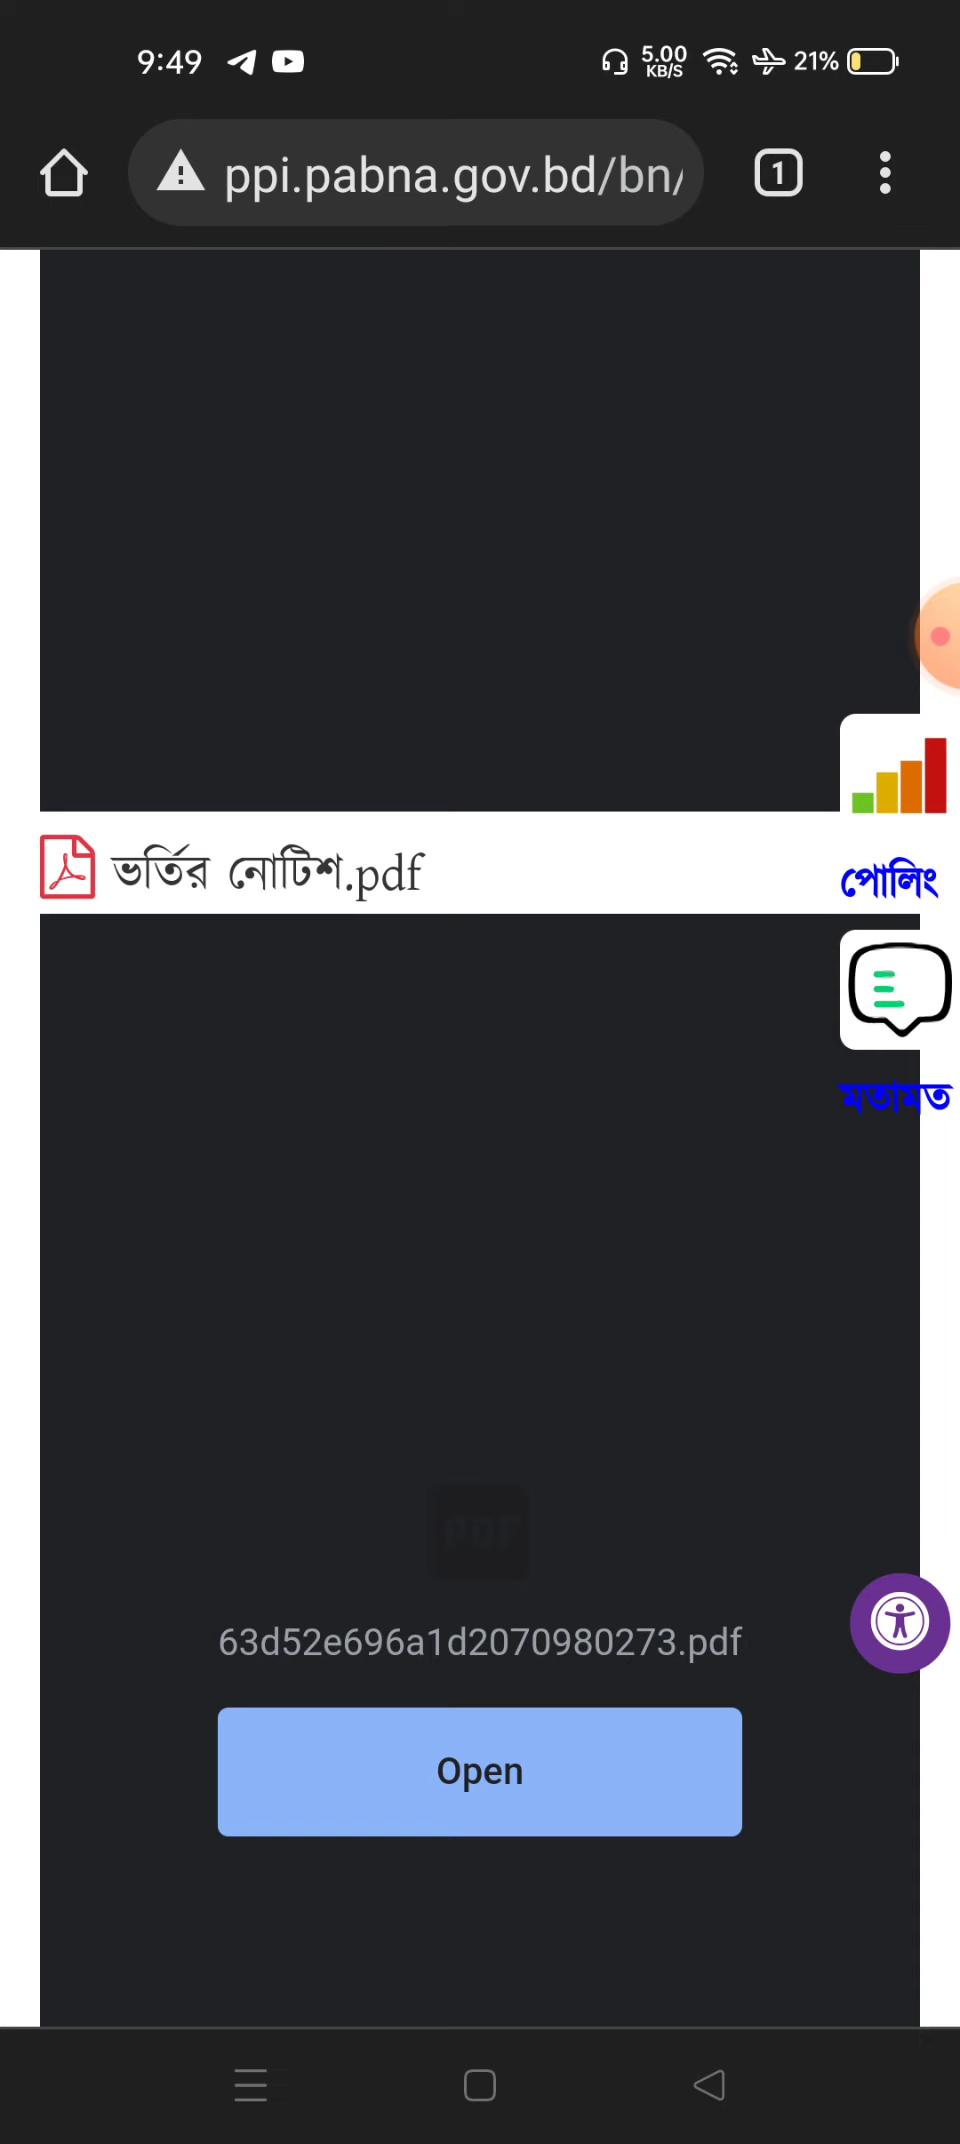 9:49 5.00 KB/S 21%
ppi.pabna.gov.bd/bn/ 1
ভর্তির নোটিশ.pdf
পোলিং
মতামত
PDF
63d52e696a1d2070980273.pdf
Open